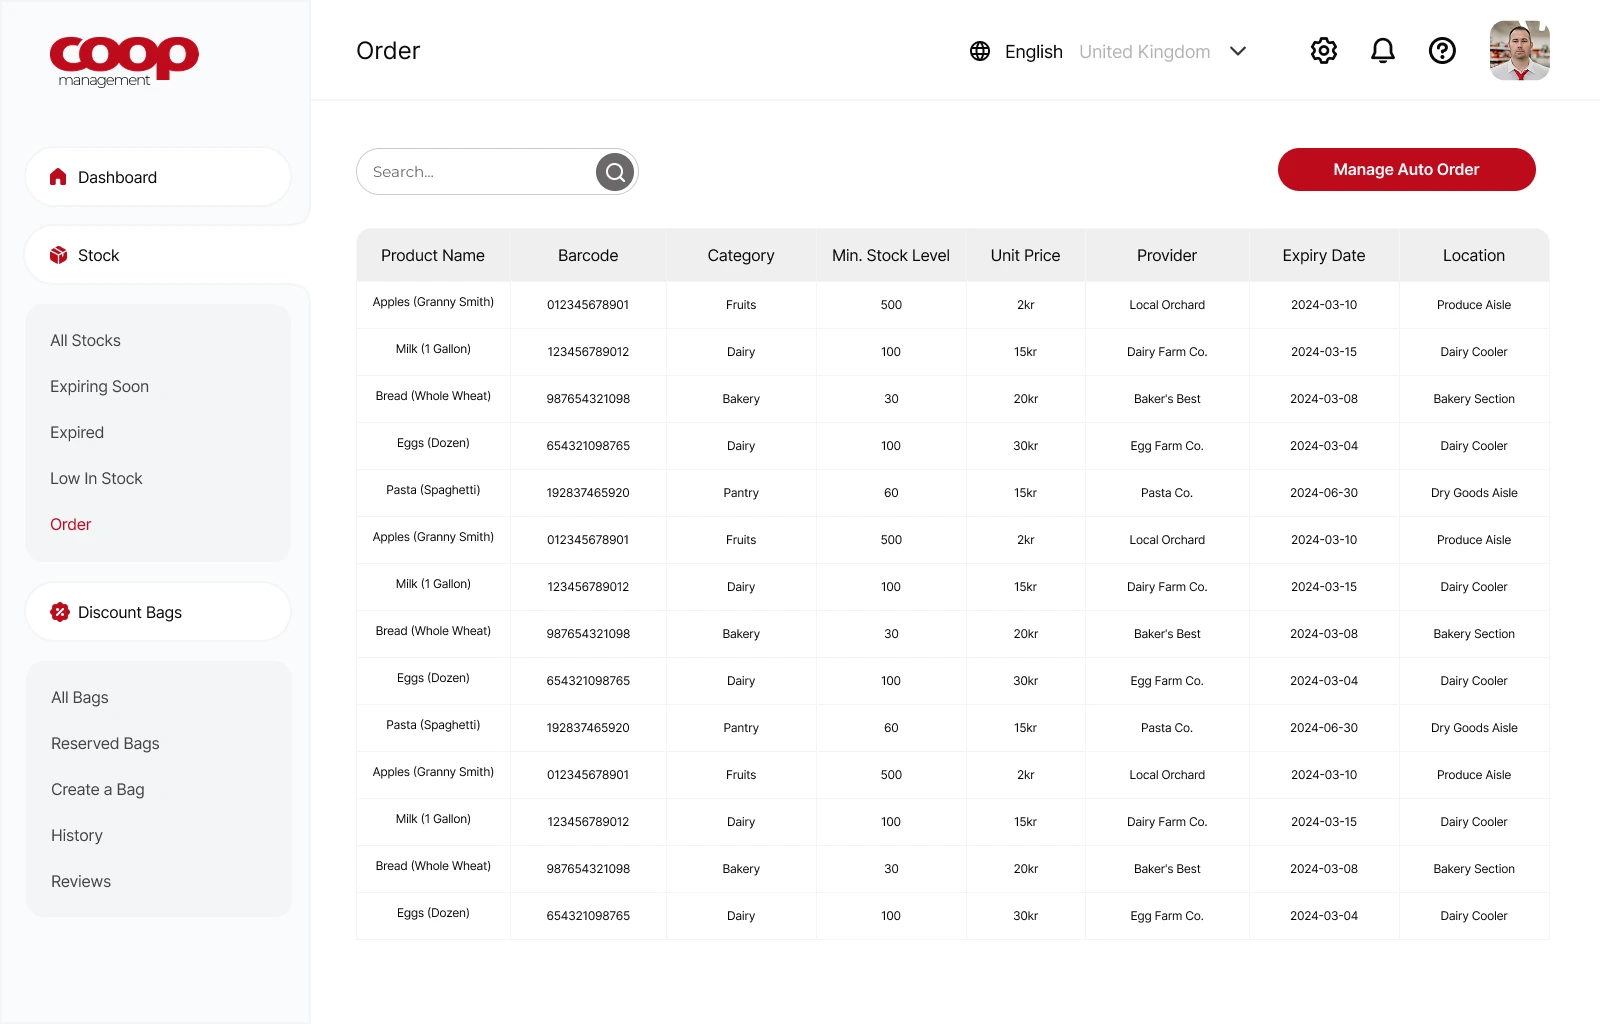 coop
management
Order
English United Kingdom
Dashboard
Stock
All Stocks
Expiring Soon
Expired
Low In Stock
Order
Discount Bags
All Bags
Reserved Bags
Create a Bag
History
Reviews
Search...
Manage Auto Order
Product Name Barcode Category Min. Stock Level Unit Price Provider Expiry Date Location
Apples (Granny Smith) 012345678901 Fruits 500 2kr Local Orchard 2024-03-10 Produce Aisle
Milk (1 Gallon) 123456789012 Dairy 100 15kr Dairy Farm Co. 2024-03-15 Dairy Cooler
Bread (Whole Wheat) 987654321098 Bakery 30 20kr Baker's Best 2024-03-08 Bakery Section
Eggs (Dozen) 654321098765 Dairy 100 30kr Egg Farm Co. 2024-03-04 Dairy Cooler
Pasta (Spaghetti) 192837465920 Pantry 60 15kr Pasta Co. 2024-06-30 Dry Goods Aisle
Apples (Granny Smith) 012345678901 Fruits 500 2kr Local Orchard 2024-03-10 Produce Aisle
Milk (1 Gallon) 123456789012 Dairy 100 15kr Dairy Farm Co. 2024-03-15 Dairy Cooler
Bread (Whole Wheat) 987654321098 Bakery 30 20kr Baker's Best 2024-03-08 Bakery Section
Eggs (Dozen) 654321098765 Dairy 100 30kr Egg Farm Co. 2024-03-04 Dairy Cooler
Pasta (Spaghetti) 192837465920 Pantry 60 15kr Pasta Co. 2024-06-30 Dry Goods Aisle
Apples (Granny Smith) 012345678901 Fruits 500 2kr Local Orchard 2024-03-10 Produce Aisle
Milk (1 Gallon) 123456789012 Dairy 100 15kr Dairy Farm Co. 2024-03-15 Dairy Cooler
Bread (Whole Wheat) 987654321098 Bakery 30 20kr Baker's Best 2024-03-08 Bakery Section
Eggs (Dozen) 654321098765 Dairy 100 30kr Egg Farm Co. 2024-03-04 Dairy Cooler